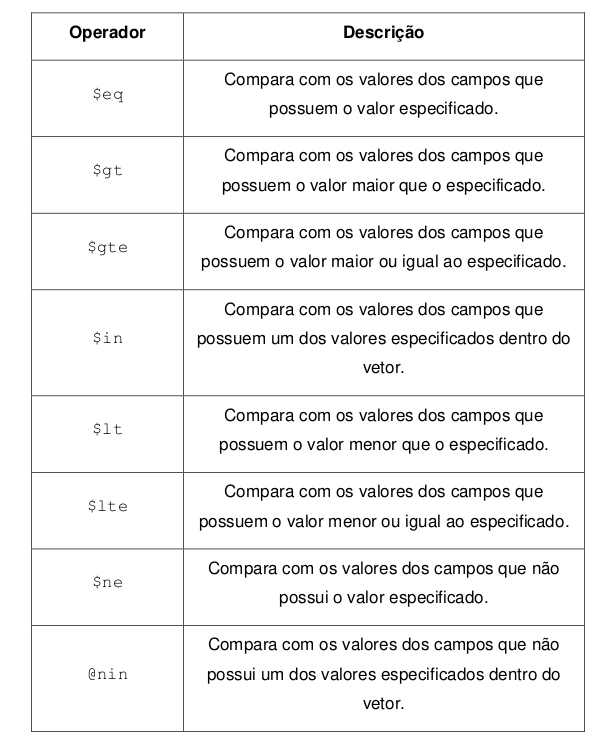 Operador Descrição
$eq
Compara com os valores dos campos que
possuem o valor especificado.
$gt
Compara com os valores dos campos que
possuem o valor maior que o especificado.
$gte
Compara com os valores dos campos que
possuem o valor maior ou igual ao especificado.
$in
Compara com os valores dos campos que
possuem um dos valores especificados dentro do
vetor.
$lt
Compara com os valores dos campos que
possuem o valor menor que o especificado.
$lte
Compara com os valores dos campos que
possuem o valor menor ou igual ao especificado.
$ne
Compara com os valores dos campos que não
possui o valor especificado.
@nin
Compara com os valores dos campos que não
possui um dos valores especificados dentro do
vetor.